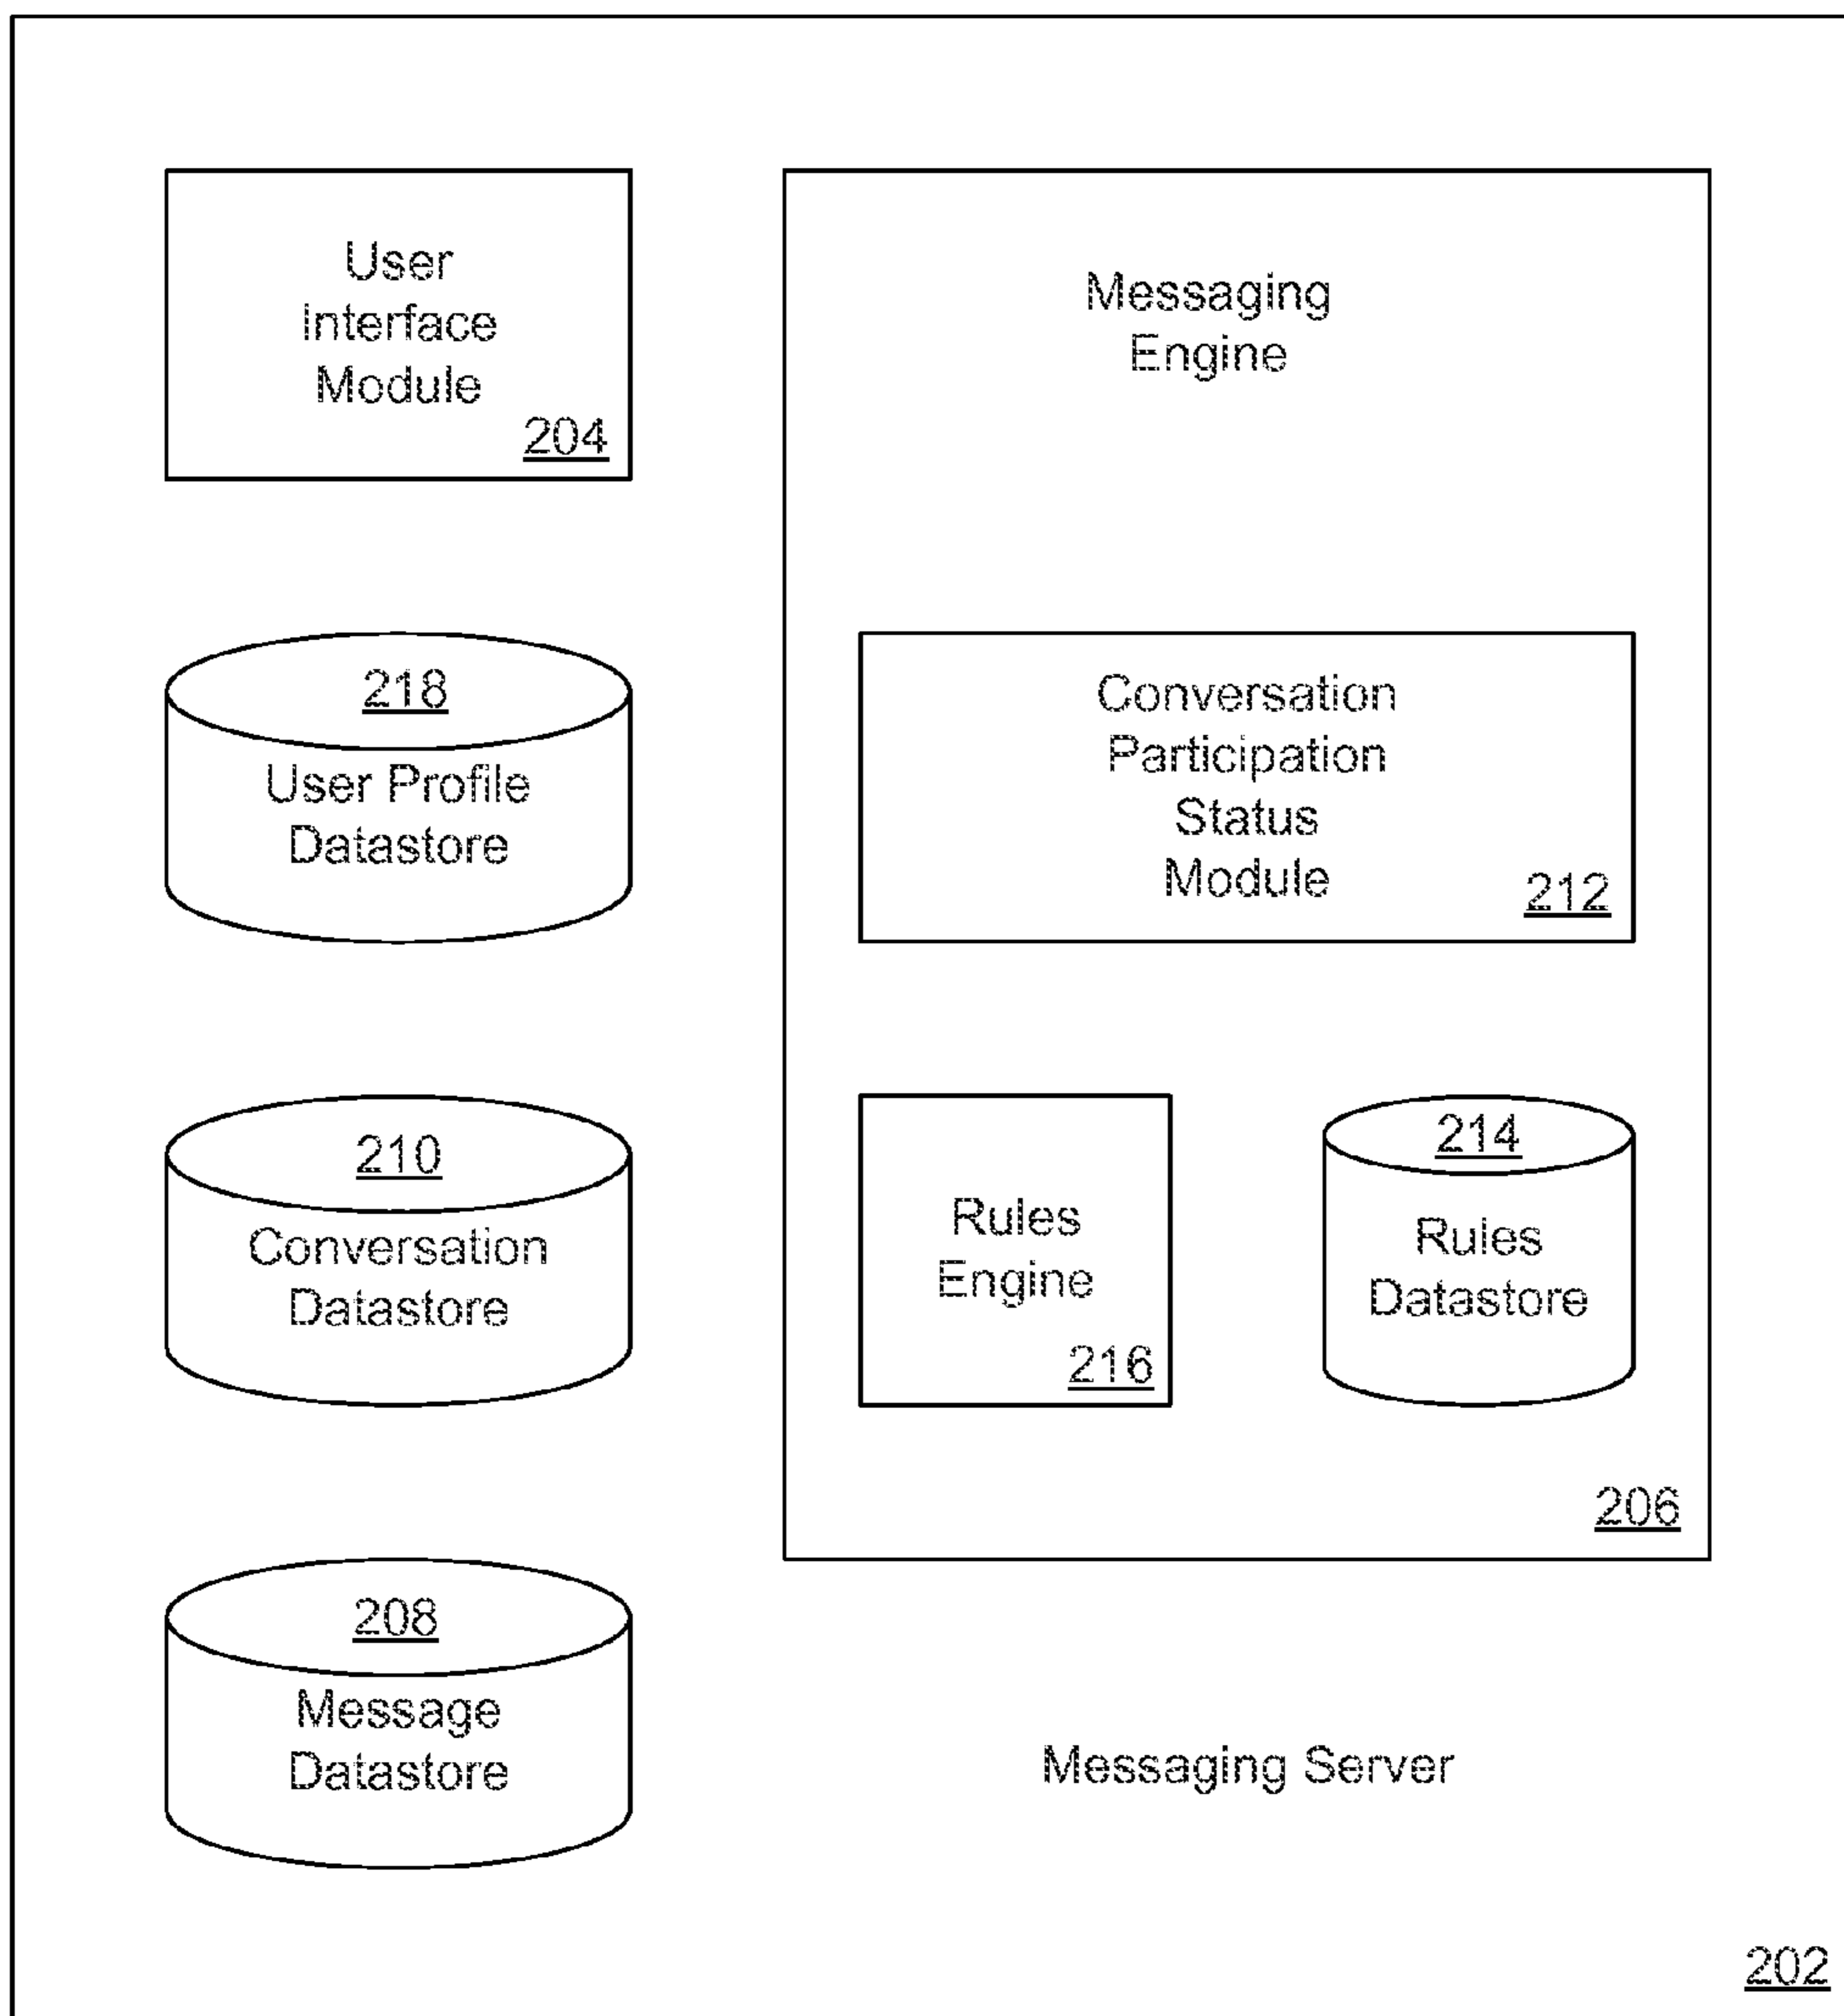 User
Interface
Module
204
218
User Profile
Datastore
210
Conversation
Datastore
208
Message
Datastore
Messaging
Engine
Conversation
Participation
Status
Module
212
Rules
Engine
216
214
Rules
Datastore
206
Messaging Server
202